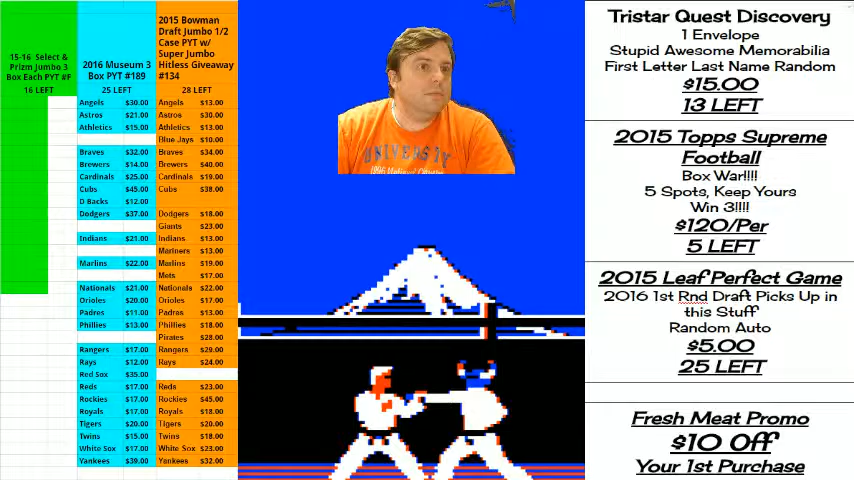 15-16 Select &
Prizm Jumbo 3
Box Each PYT #F
16 LEFT
2016 Museum 3
Box PYT #189
25 LEFT
Angels $30.00
Astros $21.00
Athletics $15.00
Braves $32.00
Brewers $14.00
Cardinals $25.00
Cubs $45.00
D Backs $12.00
Dodgers $37.00
Indians $21.00
Marlins $22.00
Nationals $21.00
Orioles $20.00
Padres $11.00
Phillies $13.00
Rangers $17.00
Rays $12.00
Red Sox $35.00
Reds $17.00
Rockies $17.00
Royals $17.00
Tigers $20.00
Twins $15.00
White Sox $17.00
Yankees $39.00
2015 Bowman
Draft Jumbo 1/2
Case PYT w/
Super Jumbo
Hitless Giveaway
#134
28 LEFT
Angels $13.00
Astros $30.00
Athletics $13.00
Blue Jays $10.00
Braves $34.00
Brewers $40.00
Cardinals $19.00
Cubs $38.00
Dodgers $18.00
Giants $23.00
Indians $13.00
Mariners $13.00
Marlins $19.00
Mets $17.00
Nationals $22.00
Orioles $17.00
Padres $13.00
Phillies $18.00
Pirates $28.00
Rangers $29.00
Rays $24.00
Reds $23.00
Rockies $45.00
Royals $18.00
Tigers $20.00
Twins $18.00
White Sox $23.00
Yankees $32.00
UNIVERSITY
Tristar Quest Discovery
1 Envelope
Stupid Awesome Memorabilia
First Letter Last Name Random
$15.00
13 LEFT
2015 Topps Supreme
Football
Box War!!!!
5 Spots, Keep Yours
Win 3!!!!
$120/Per
5 LEFT
2015 Leaf Perfect Game
2016 1st Rnd Draft Picks Up in
this Stuff
Random Auto
$5.00
25 LEFT
Fresh Meat Promo
$10 Off
Your 1st Purchase